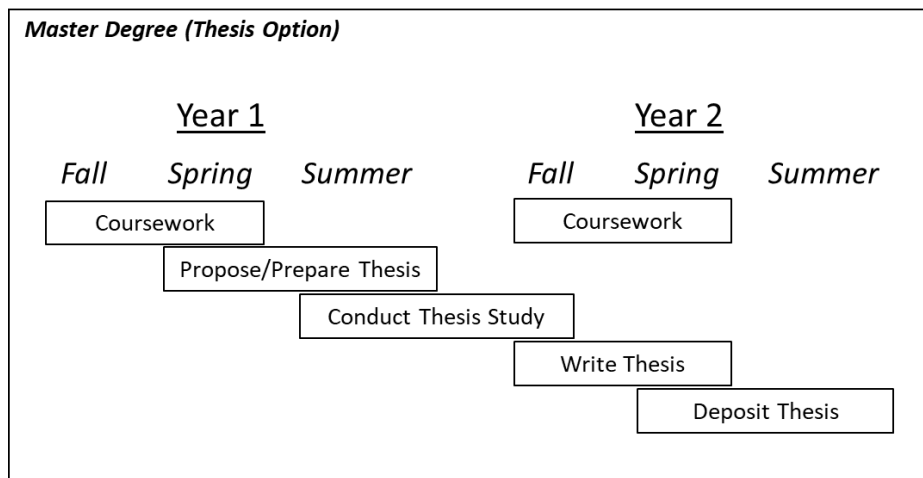 Master Degree (Thesis Option)
Year 1 Year 2
Fall Spring Summer Fall Spring Summer
Coursework Coursework
Propose/Prepare Thesis
Conduct Thesis Study
Write Thesis
Deposit Thesis